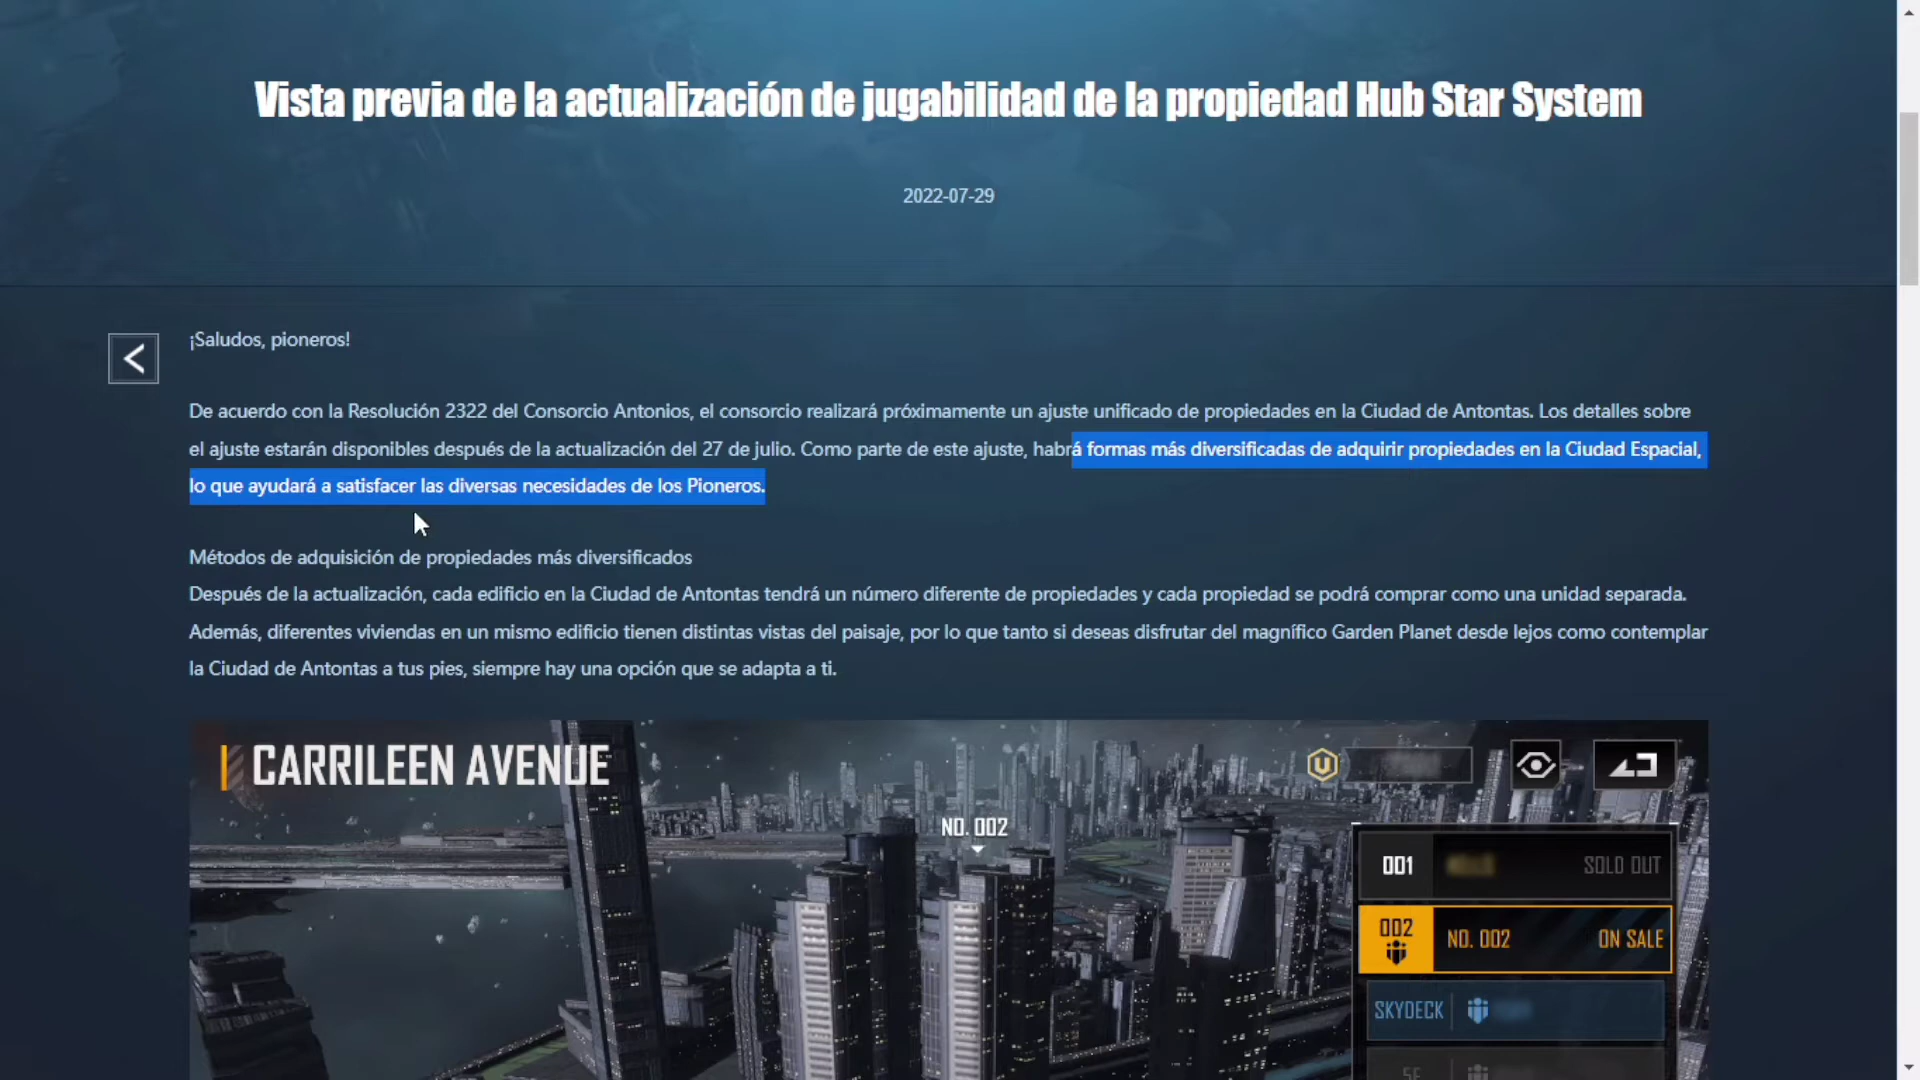 Vista previa de la actualización de jugabilidad de la propiedad Hub Star System
2022-07-29
¡Saludos, pioneros!
De acuerdo con la Resolución 2322 del Consorcio Antonios, el consorcio realizará próximamente un ajuste unificado de propiedades en la Ciudad de Antontas. Los detalles sobre
el ajuste estarán disponibles después de la actualización del 27 de julio. Como parte de este ajuste, habrá formas más diversificadas de adquirir propiedades en la Ciudad Espacial,
lo que ayudará a satisfacer las diversas necesidades de los Pioneros.
Métodos de adquisición de propiedades más diversificados
Después de la actualización, cada edificio en la Ciudad de Antontas tendrá un número diferente de propiedades y cada propiedad se podrá comprar como una unidad separada.
Además, diferentes viviendas en un mismo edificio tienen distintas vistas del paisaje, por lo que tanto si deseas disfrutar del magnífico Garden Planet desde lejos como contemplar
la Ciudad de Antontas a tus pies, siempre hay una opción que se adapta a ti.
CARRILEEN AVENUE
NO. 002
001 SOLD OUT
002 NO. 002 ON SALE
SKYDECK
5F